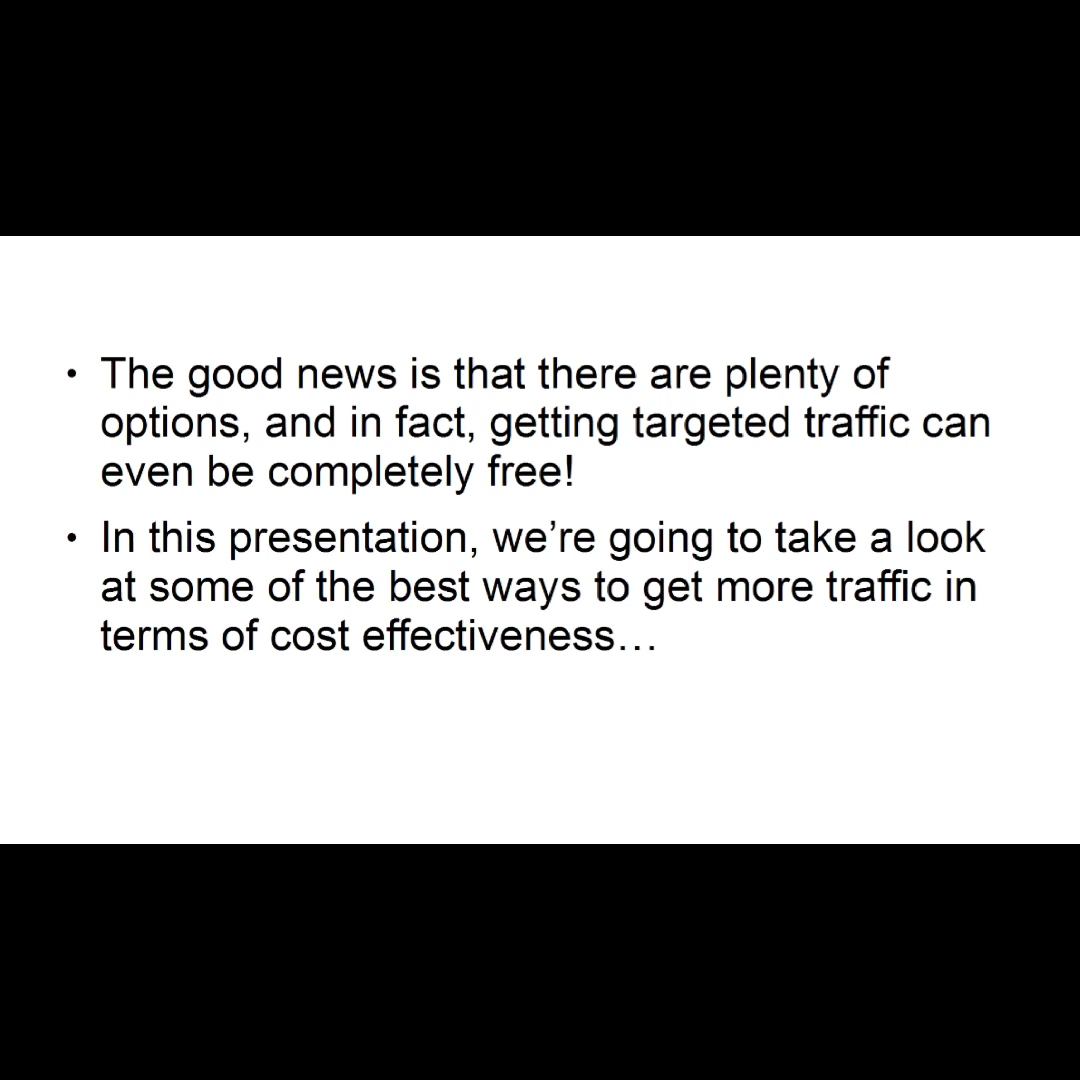 • The good news is that there are plenty of
options, and in fact, getting targeted traffic can
even be completely free!
• In this presentation, we’re going to take a look
at some of the best ways to get more traffic in
terms of cost effectiveness…